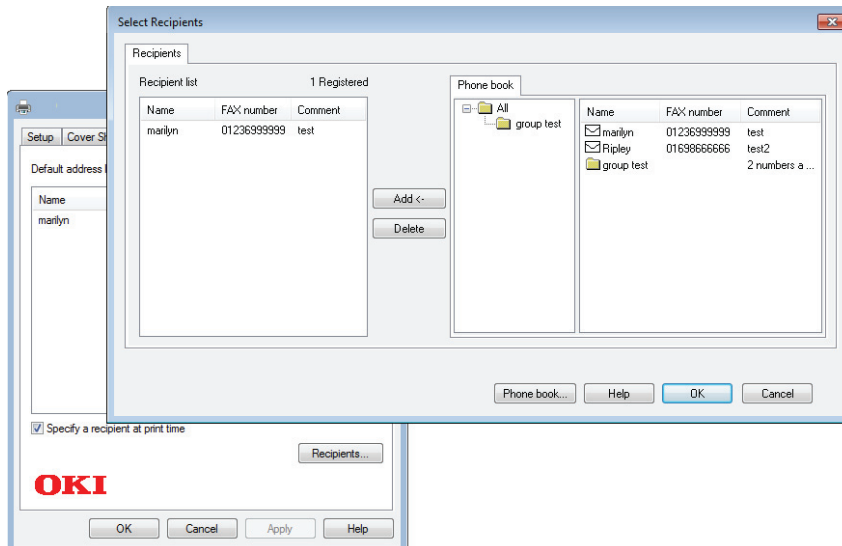 Select Recipients
Recipients
Recipient list 1 Registered
Name FAX number Comment
marilyn 01236999999 test
Add <-
Delete
Phone book
All
group test
Name FAX number Comment
marilyn 01236999999 test
Ripley 01698666666 test2
group test 2 numbers a ...
Phone book... Help OK Cancel
Setup Cover Sh
Default address l
Name
marilyn
Specify a recipient at print time
Recipients...
OKI
OK Cancel Apply Help